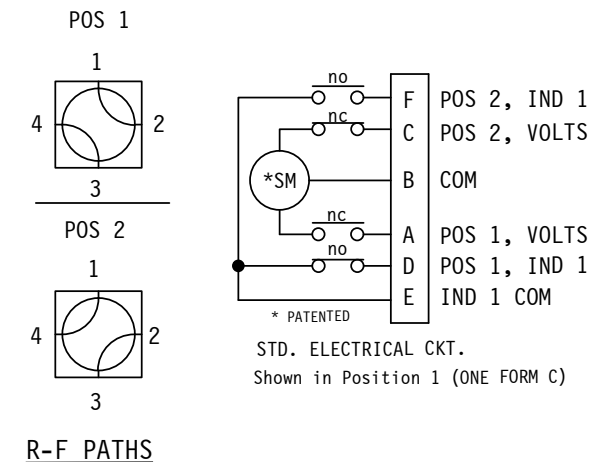 POS 1
1
4 2
3
POS 2
1
4 2
3
R-F PATHS
no
F POS 2, IND 1
nc
C POS 2, VOLTS
*SM B COM
nc
A POS 1, VOLTS
no
D POS 1, IND 1
E IND 1 COM
* PATENTED
STD. ELECTRICAL CKT.
Shown in Position 1 (ONE FORM C)